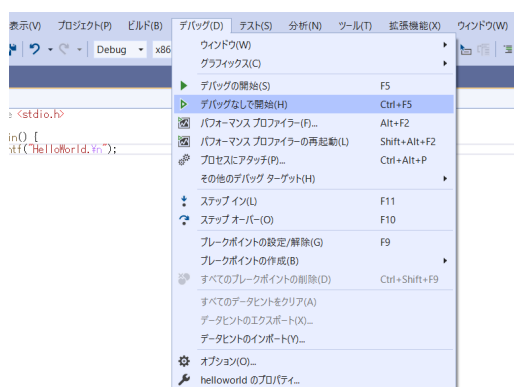 表示(V) プロジェクト(P) ビルド(B) デバッグ(D) テスト(S) 分析(N) ツール(T) 拡張機能(X) ウィンドウ(W)
Debug x86
ウィンドウ(W)
グラフィックス(C)
デバッグの開始(S) F5
デバッグなしで開始(H) Ctrl+F5
パフォーマンス プロファイラー(F)... Alt+F2
パフォーマンス プロファイラーの再起動(L) Shift+Alt+F2
プロセスにアタッチ(P)... Ctrl+Alt+P
その他のデバッグ ターゲット(H)
ステップ イン(L) F11
ステップ オーバー(O) F10
ブレークポイントの設定/解除(G) F9
ブレークポイントの作成(B)
すべてのブレークポイントの削除(D) Ctrl+Shift+F9
すべてのデータヒントをクリア(A)
データヒントのエクスポート(X)...
データヒントのインポート(Y)...
オプション(O)...
helloworld のプロパティ...
<stdio.h>
in() {
ntf("HelloWorld.¥n");